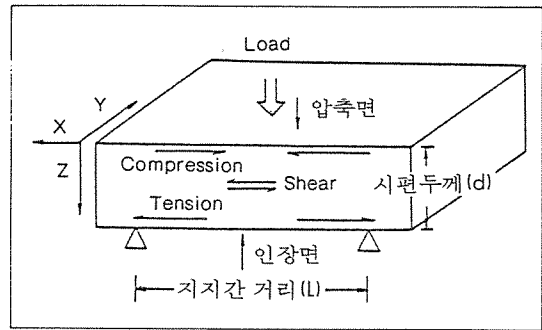 Load
압축면
X
Y
Z
Compression
Shear
시편두께(d)
Tension
인장면
지지간 거리(L)